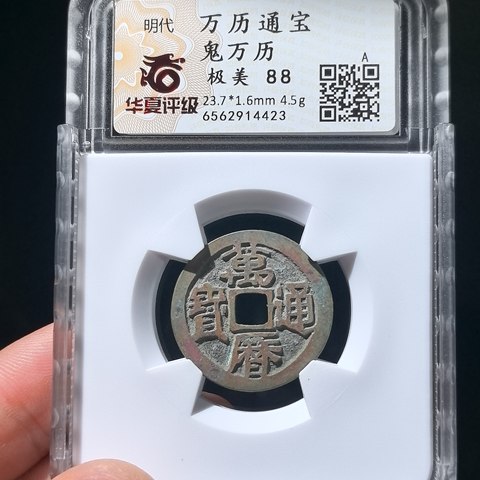 明代 万历通宝
鬼万历
极美 88
A
华夏评级
23.7*1.6mm 4.5g
6562914423
萬曆通寶